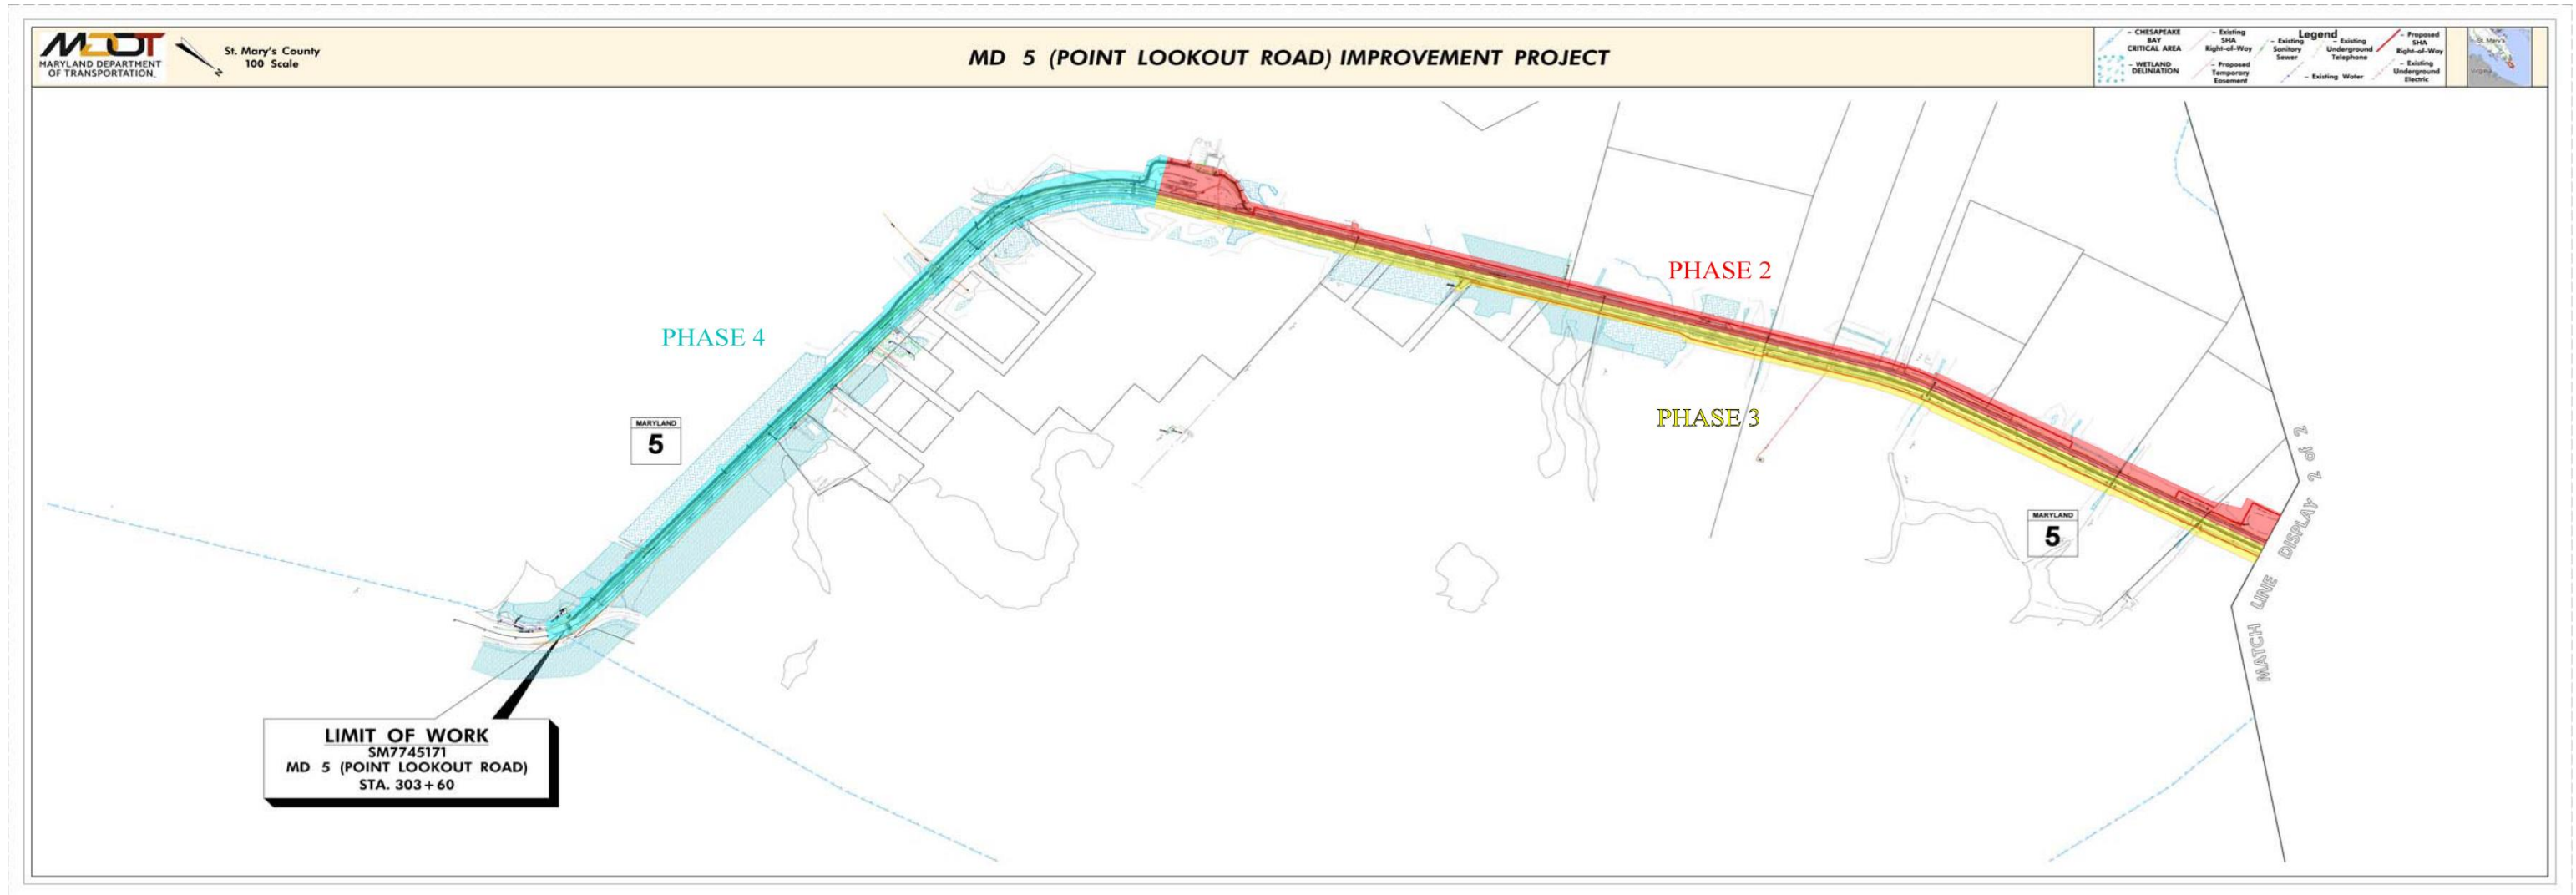 MDOT
MARYLAND DEPARTMENT
OF TRANSPORTATION.
N
St. Mary's County
100 Scale
MD 5 (POINT LOOKOUT ROAD) IMPROVEMENT PROJECT
Legend
- CHESAPEAKE
BAY
CRITICAL AREA
- WETLAND
DELINIATION
- Existing
SHA
Right-of-Way
- Proposed
Temporary
Easement
- Existing
Sanitary
Sewer
- Existing
Underground
Telephone
- Existing Water
- Proposed
SHA
Right-of-Way
- Existing
Underground
Electric
PHASE 2
PHASE 4
PHASE 3
MARYLAND
5
MARYLAND
5
MATCH LINE DISPLAY 2 of 2
LIMIT OF WORK
SM7745171
MD 5 (POINT LOOKOUT ROAD)
STA. 303+60